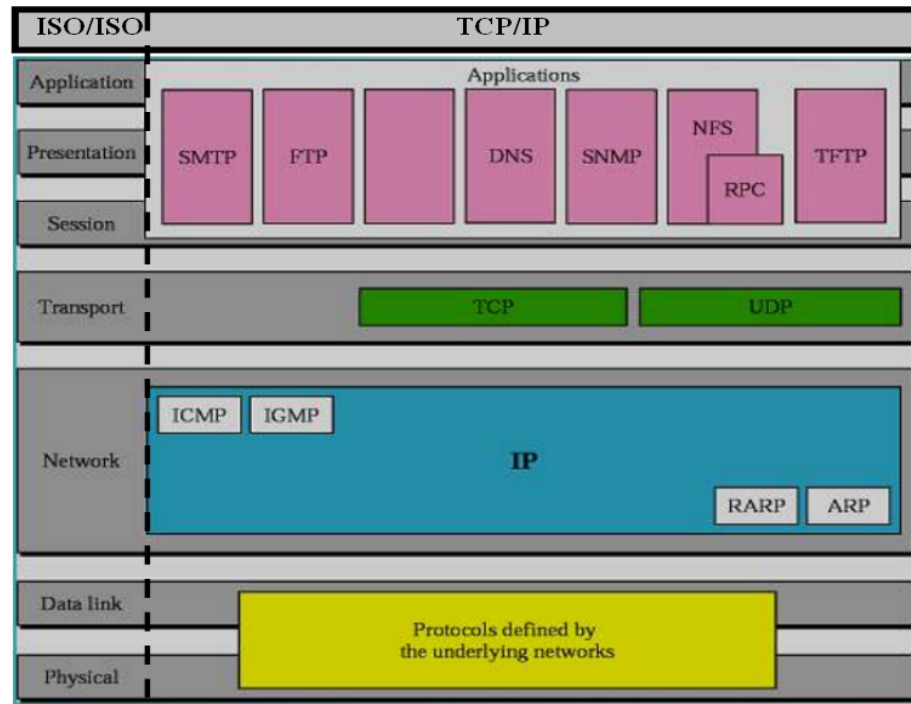 ISO/ISO TCP/IP
Application
Applications
Presentation
SMTP FTP DNS SNMP NFS RPC TFTP
Session
Transport
TCP UDP
Network
ICMP IGMP
IP
RARP ARP
Data link
Protocols defined by
the underlying networks
Physical